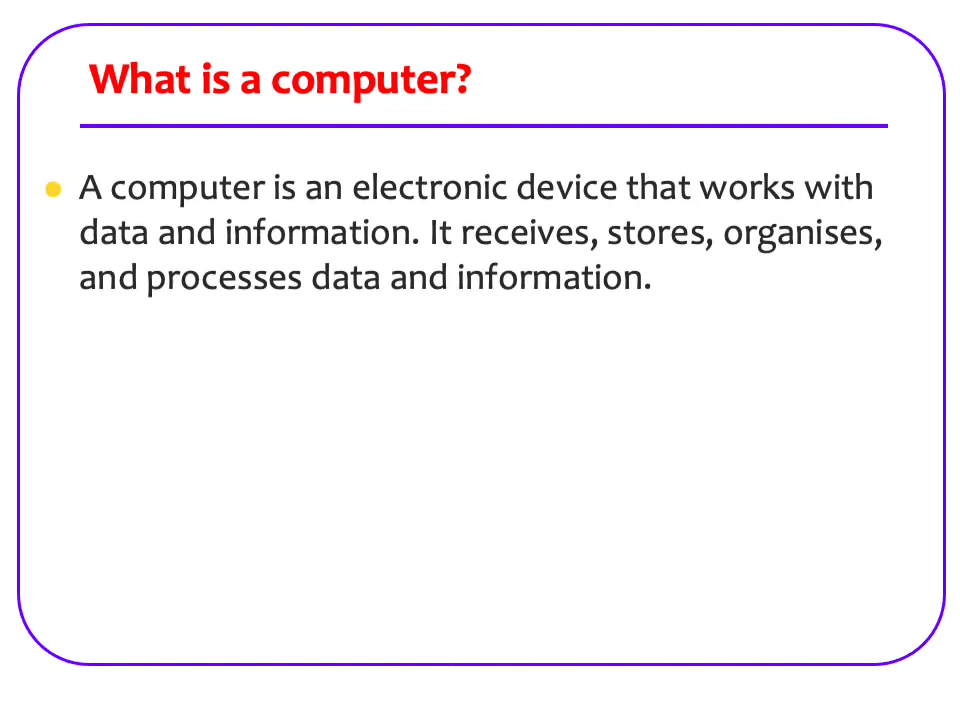 What is a computer?
A computer is an electronic device that works with
data and information. It receives, stores, organises,
and processes data and information.